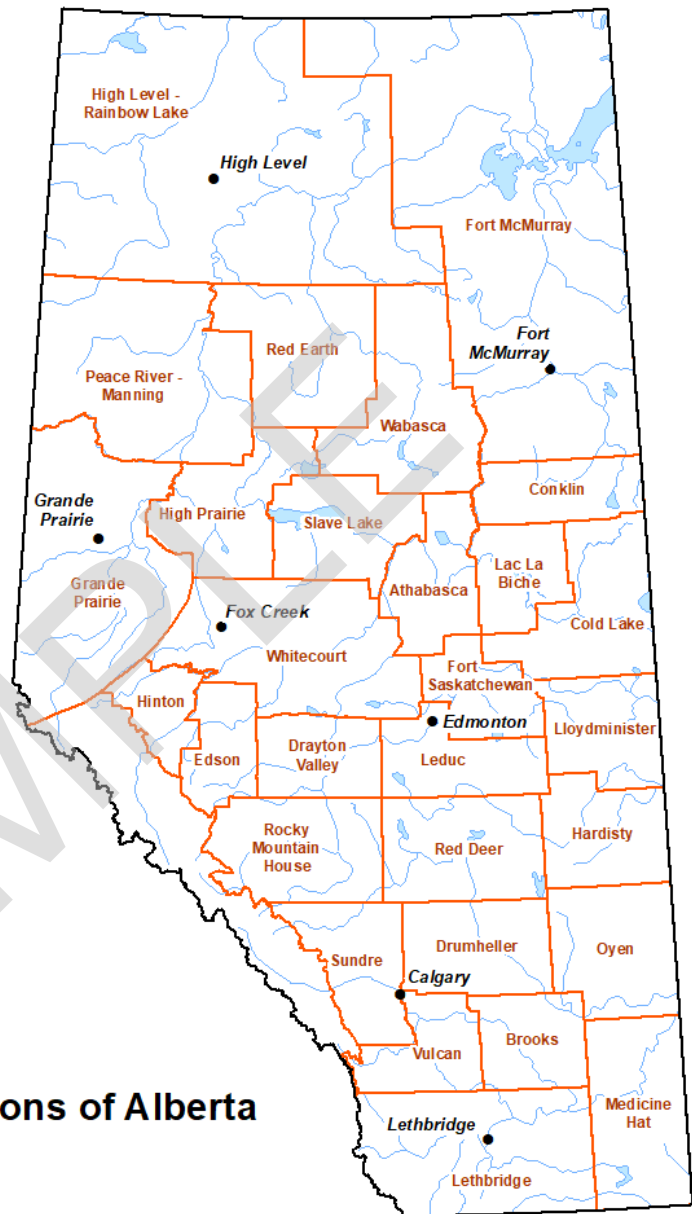 High Level -
Rainbow Lake
High Level
Fort McMurray
Fort
McMurray
Red Earth
Peace River -
Manning
Wabasca
Conklin
Grande
Prairie
High Prairie
Slave Lake
Lac La
Biche
Athabasca
Grande
Prairie
Fox Creek
Cold Lake
Whitecourt
Fort
Saskatchewan
Hinton
Edmonton
Lloydminister
Edson
Drayton
Valley
Leduc
Rocky
Mountain
House
Red Deer
Hardisty
Sundre
Drumheller
Oyen
Calgary
Vulcan
Brooks
ons of Alberta
Medicine
Hat
Lethbridge
Lethbridge
MPLE